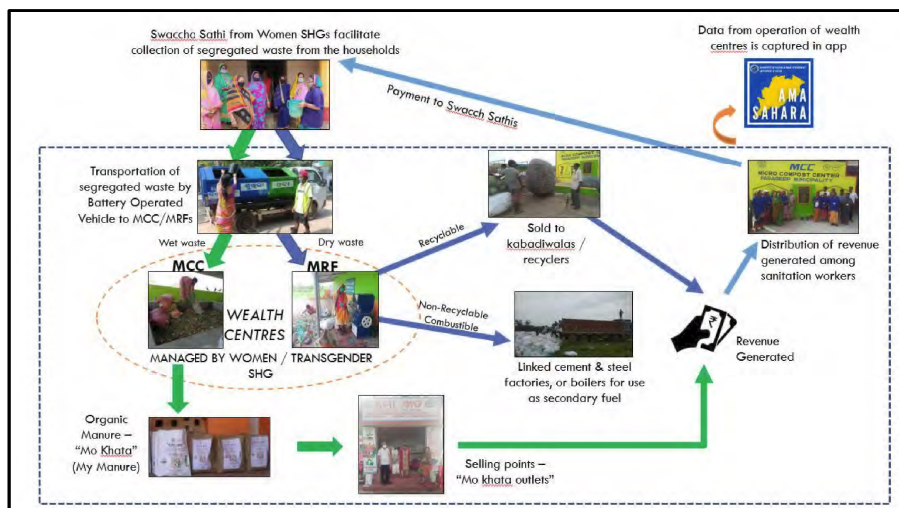 Swaccha Sathi from Women SHGs facilitate
collection of segregated waste from the households
Data from operation of wealth
centres is captured in app
AMA
SAHARA
Payment to Swacch Sathis
Transportation of
segregated waste by
Battery Operated
Vehicle to MCC/MRFs
MCC
MICRO COMPOST CENTER
PARADEEP MUNICIPALITY
Wet waste
Dry waste
Recyclable
Sold to
kabadiwalas /
recyclers
Distribution of revenue
generated among
sanitation workers
MCC
MRF
WEALTH
CENTRES
MANAGED BY WOMEN / TRANSGENDER
SHG
Non-Recyclable
Combustible
Linked cement & steel
factories, or boilers for use
as secondary fuel
Revenue
Generated
Organic
Manure –
“Mo Khata”
(My Manure)
Selling points –
“Mo khata outlets”